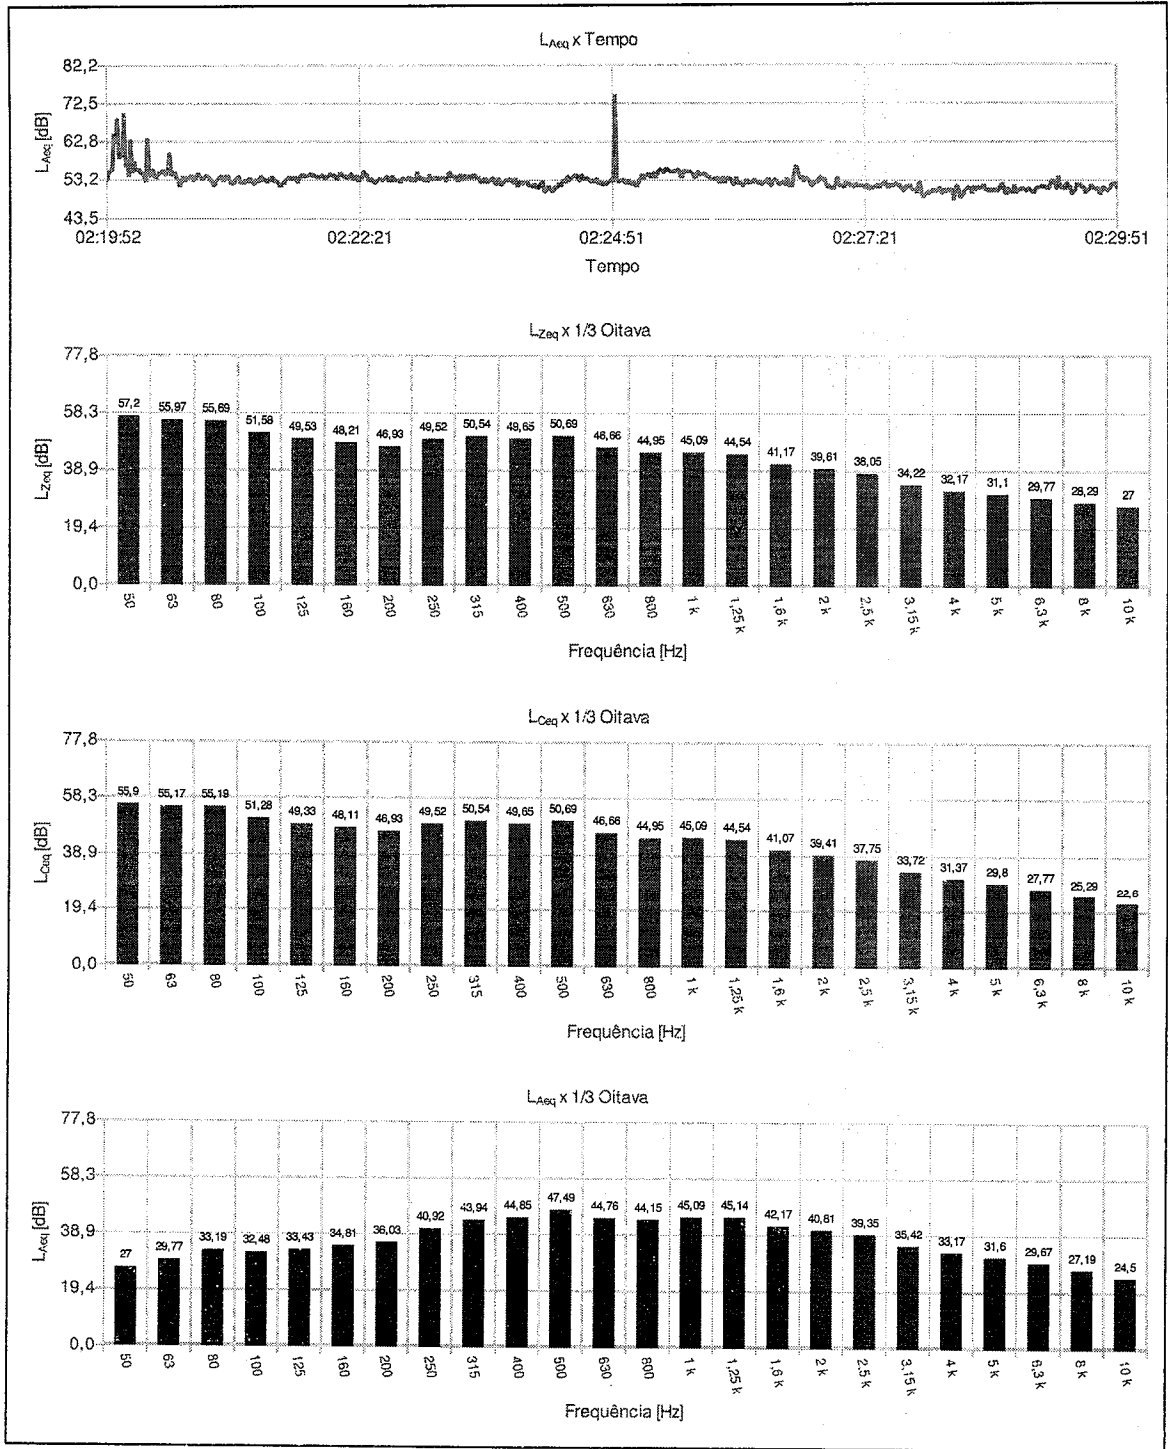 LAeq x Tempo
82,2
72,5
62,8
53,2
43,5
LAeq [dB]
02:19:52 02:22:21 02:24:51 02:27:21 02:29:51
Tempo
LZeq x 1/3 Oitava
77,8
58,3
38,9
19,4
0,0
LZeq [dB]
57,2 55,97 55,69 51,58 49,53 48,21 46,93 49,52 50,54 49,65 50,69 46,66 44,95 45,09 44,54 41,17 39,61 38,05 34,22 32,17 31,1 29,77 28,29 27
50 63 80 100 125 160 200 250 315 400 500 630 800 1 k 1,25 k 1,6 k 2 k 2,5 k 3,15 k 4 k 5 k 6,3 k 8 k 10 k
Frequência [Hz]
LCeq x 1/3 Oitava
77,8
58,3
38,9
19,4
0,0
LCeq [dB]
55,9 55,17 55,19 51,28 49,33 48,11 46,93 49,52 50,54 49,65 50,69 46,66 44,95 45,09 44,54 41,07 39,41 37,75 33,72 31,37 29,8 27,77 25,29 22,6
50 63 80 100 125 160 200 250 315 400 500 630 800 1 k 1,25 k 1,6 k 2 k 2,5 k 3,15 k 4 k 5 k 6,3 k 8 k 10 k
Frequência [Hz]
LAeq x 1/3 Oitava
77,8
58,3
38,9
19,4
0,0
LAeq [dB]
27 29,77 33,19 32,48 33,43 34,81 36,03 40,92 43,94 44,85 47,49 44,76 44,15 45,09 45,14 42,17 40,81 39,35 35,42 33,17 31,6 29,67 27,19 24,5
50 63 80 100 125 160 200 250 315 400 500 630 800 1 k 1,25 k 1,6 k 2 k 2,5 k 3,15 k 4 k 5 k 6,3 k 8 k 10 k
Frequência [Hz]